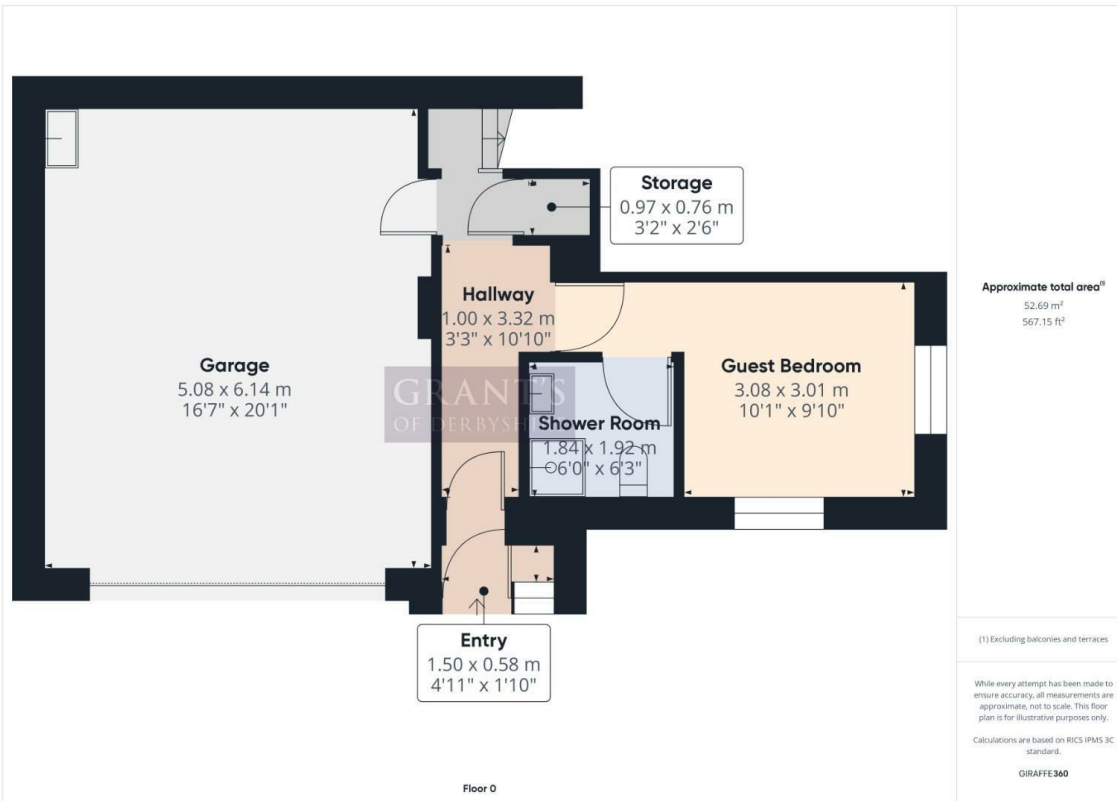 Storage
0.97 x 0.76 m
3'2" x 2'6"
Hallway
1.00 x 3.32 m
3'3" x 10'10"
Garage
5.08 x 6.14 m
16'7" x 20'1"
Guest Bedroom
3.08 x 3.01 m
10'1" x 9'10"
GRANT'S
OF DERBYSHIRE
Shower Room
1.84 x 1.92 m
6'0" x 6'3"
Entry
1.50 x 0.58 m
4'11" x 1'10"
Floor 0
Approximate total area(1)
52.69 m²
567.15 ft²
(1) Excluding balconies and terraces
While every attempt has been made to
ensure accuracy, all measurements are
approximate, not to scale. This floor
plan is for illustrative purposes only.
Calculations are based on RICS IPMS 3C
standard.
GIRAFFE360